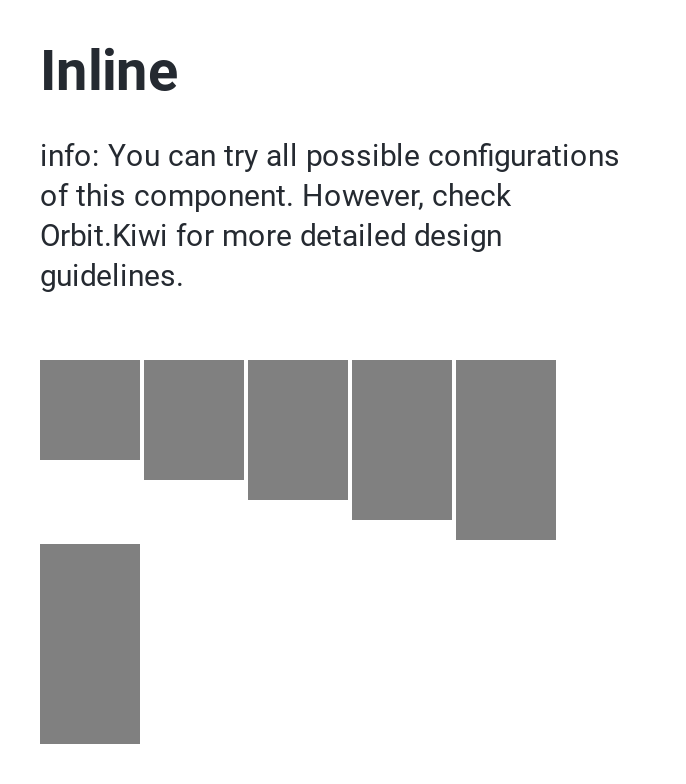 Inline
info: You can try all possible configurations
of this component. However, check
Orbit.Kiwi for more detailed design
guidelines.